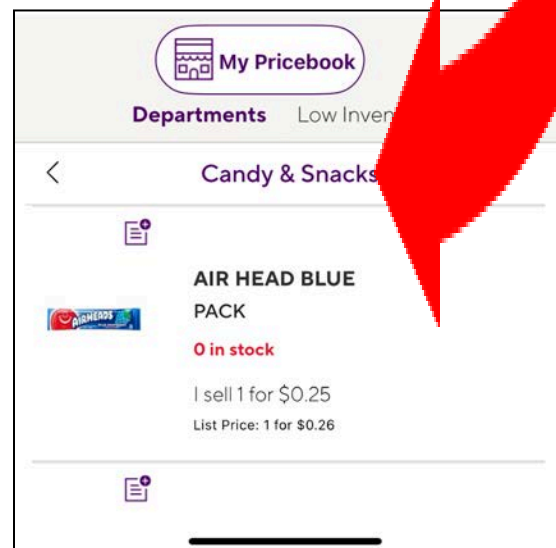 My Pricebook
Departments Low Inven
Candy & Snacks
AIR HEAD BLUE
AIRHEADS
PACK
0 in stock
I sell 1 for $0.25
List Price: 1 for $0.26